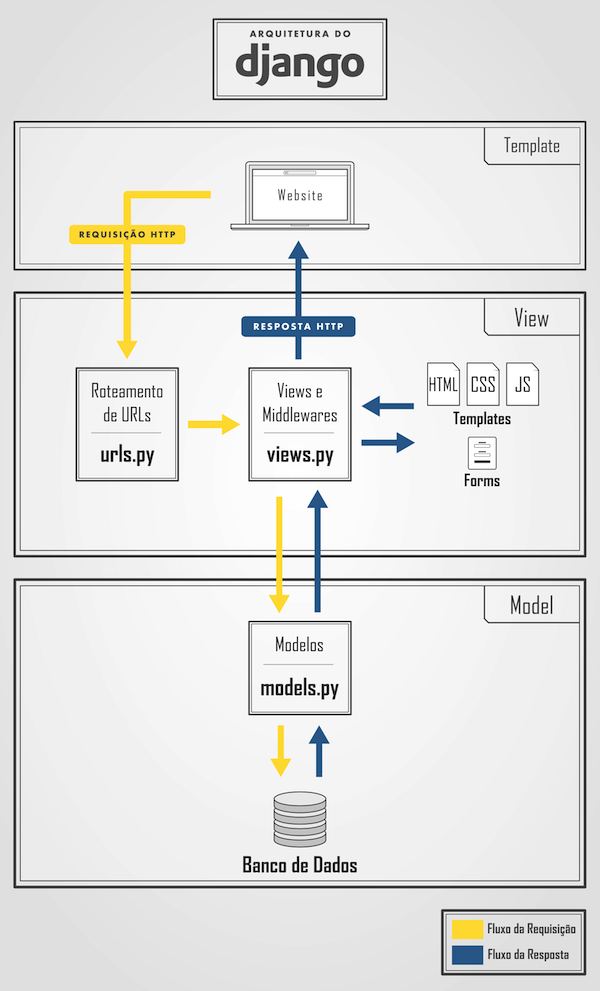 ARQUITETURA DO
django
Template
Website
REQUISIÇÃO HTTP
View
RESPOSTA HTTP
Roteamento
de URLs
urls.py
Views e
Middlewares
views.py
HTML
CSS
JS
Templates
Forms
Model
Modelos
models.py
Banco de Dados
Fluxo da Requisição
Fluxo da Resposta